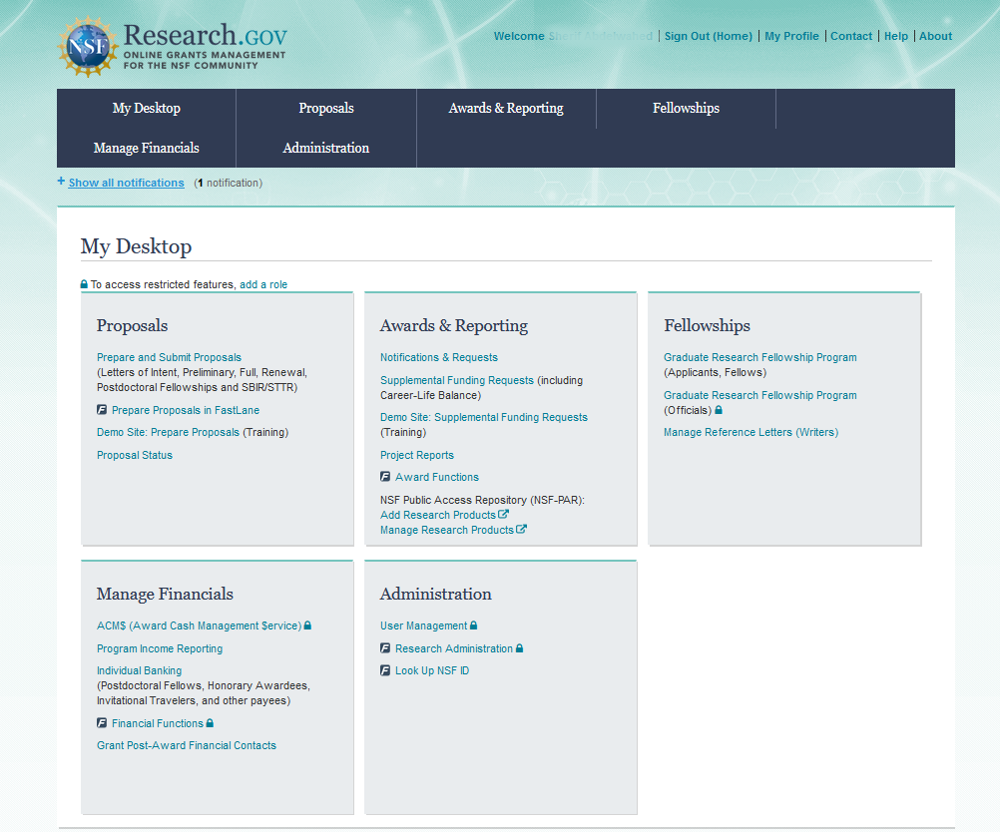 NSF
Research.gov
ONLINE GRANTS MANAGEMENT
FOR THE NSF COMMUNITY
Welcome
Sign Out (Home) | My Profile | Contact | Help | About
My Desktop
Proposals
Awards & Reporting
Fellowships
Manage Financials
Administration
+ Show all notifications (1 notification)
My Desktop
To access restricted features, add a role
Proposals
Prepare and Submit Proposals
(Letters of Intent, Preliminary, Full, Renewal,
Postdoctoral Fellowships and SBIR/STTR)
F Prepare Proposals in FastLane
Demo Site: Prepare Proposals (Training)
Proposal Status
Awards & Reporting
Notifications & Requests
Supplemental Funding Requests (including
Career-Life Balance)
Demo Site: Supplemental Funding Requests
(Training)
Project Reports
F Award Functions
NSF Public Access Repository (NSF-PAR):
Add Research Products
Manage Research Products
Fellowships
Graduate Research Fellowship Program
(Applicants, Fellows)
Graduate Research Fellowship Program
(Officials)
Manage Reference Letters (Writers)
Manage Financials
ACM$ (Award Cash Management $ervice)
Program Income Reporting
Individual Banking
(Postdoctoral Fellows, Honorary Awardees,
Invitational Travelers, and other payees)
F Financial Functions
Grant Post-Award Financial Contacts
Administration
User Management
F Research Administration
F Look Up NSF ID